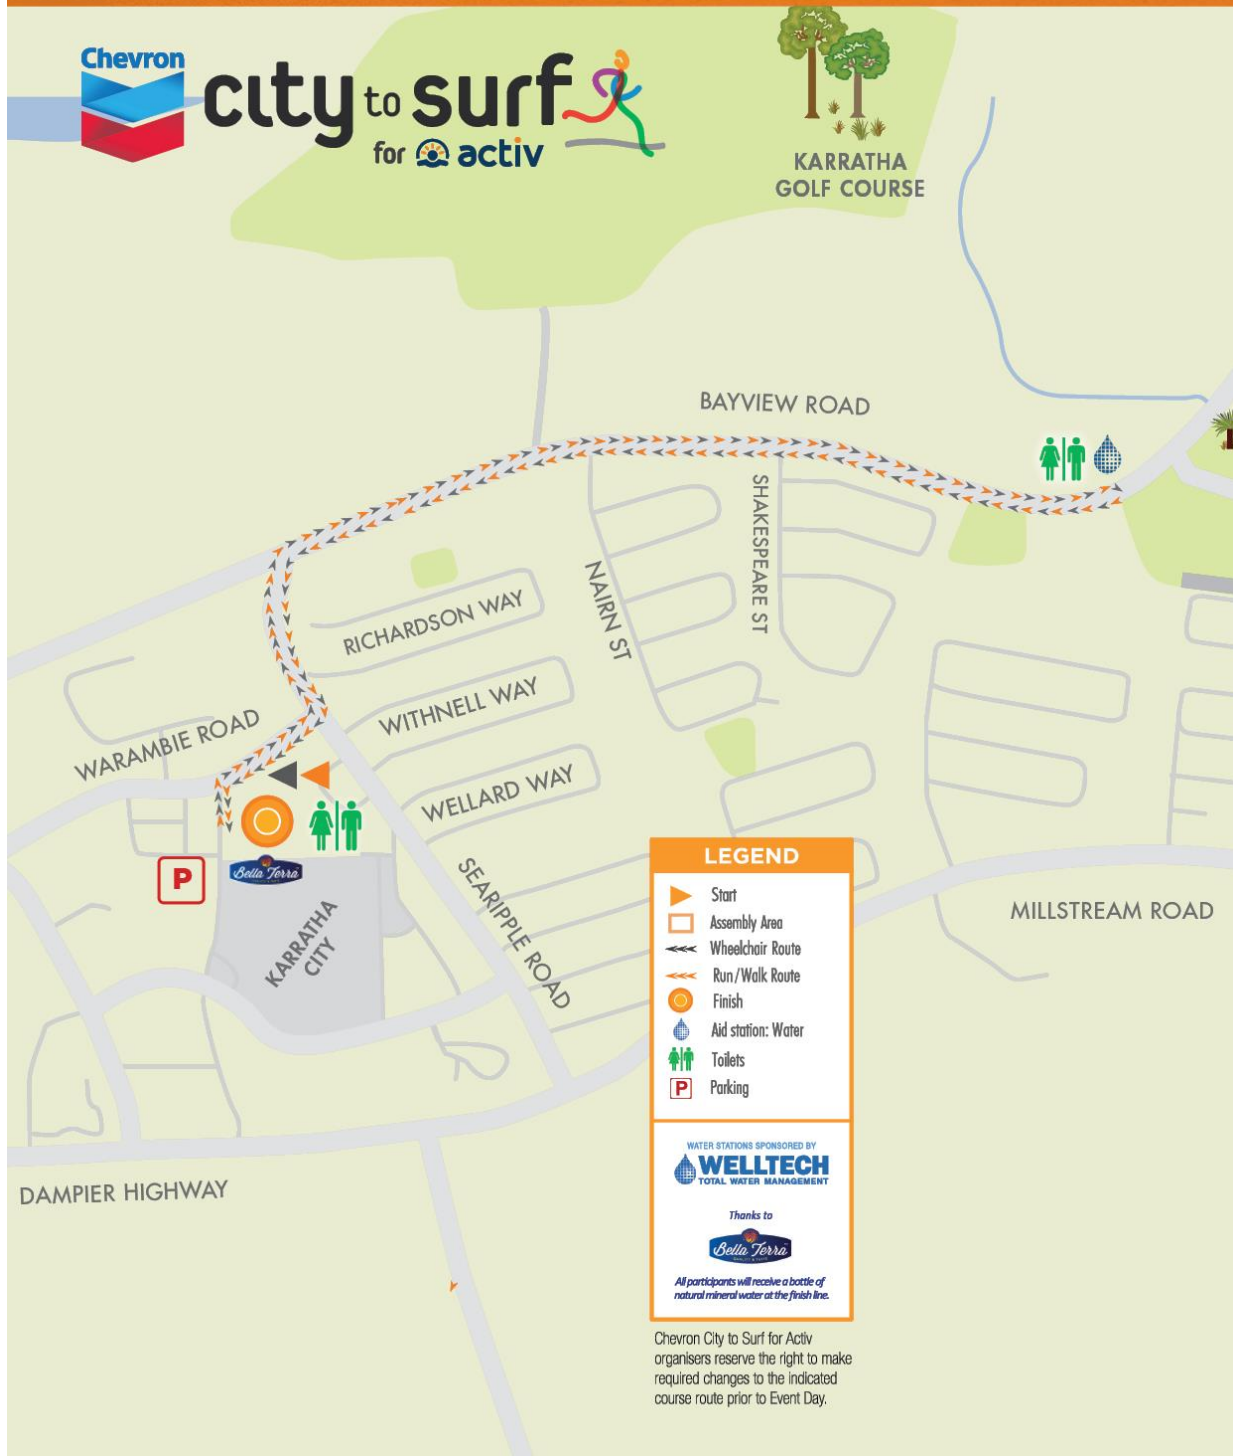 Chevron
city to surf
for activ
KARRATHA
GOLF COURSE
BAYVIEW ROAD
SHAKESPEARE ST
NAIRN ST
RICHARDSON WAY
WITHNELL WAY
WARAMBIE ROAD
WELLARD WAY
SEARIPPLE ROAD
P
Bella Terra
KARRATHA
CITY
MILLSTREAM ROAD
DAMPIER HIGHWAY
LEGEND
Start
Assembly Area
Wheelchair Route
Run/Walk Route
Finish
Aid station: Water
Toilets
P Parking
WATER STATIONS SPONSORED BY
WELLTECH
TOTAL WATER MANAGEMENT
Thanks to
Bella Terra
All participants will receive a bottle of
natural mineral water at the finish line.
Chevron City to Surf for Activ
organisers reserve the right to make
required changes to the indicated
course route prior to Event Day.